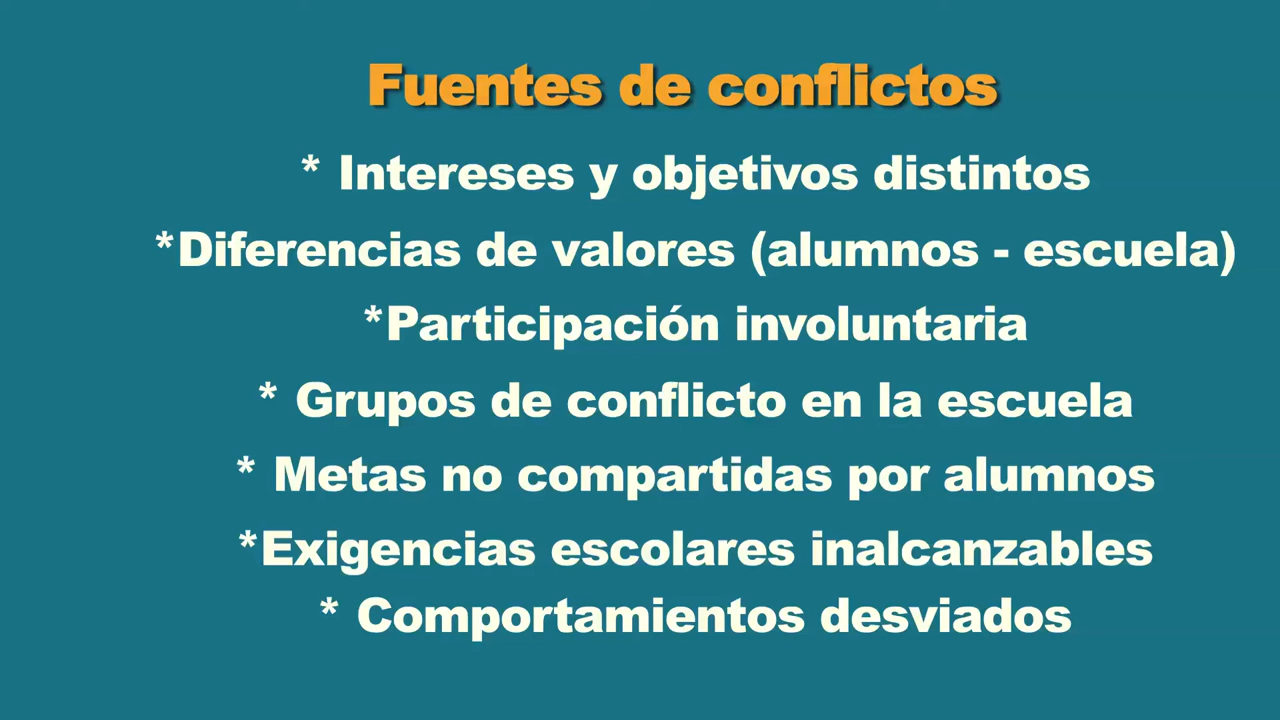 Fuentes de conflictos
* Intereses y objetivos distintos
*Diferencias de valores (alumnos - escuela)
*Participación involuntaria
* Grupos de conflicto en la escuela
* Metas no compartidas por alumnos
*Exigencias escolares inalcanzables
* Comportamientos desviados